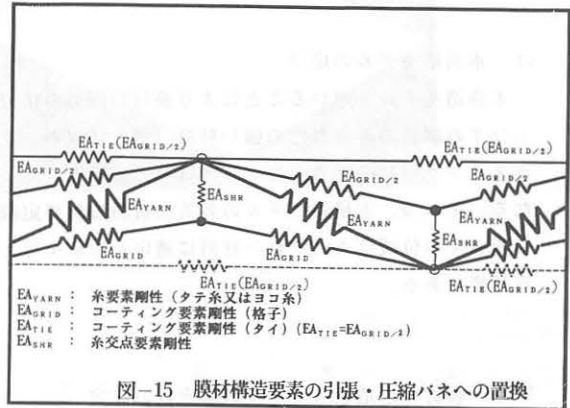 EA_TIE(EA_GRID/2)
EA_TIE(EA_GRID/2)
EA_GRID/2
EA_GRID/2
EA_GRID/2
EA_SHR
EA_YARN
EA_YARN
EA_YARN
EA_SHR
EA_GRID
EA_GRID
EA_TIE(EA_GRID/2)
EA_TIE(EA_GRID/2)
EA_YARN : 糸要素剛性(タテ糸又はヨコ糸)
EA_GRID : コーティング要素剛性(格子)
EA_TIE : コーティング要素剛性(タイ)(EA_TIE=EA_GRID/2)
EA_SHR : 糸交点要素剛性
図-15 膜材構造要素の引張・圧縮バネへの置換